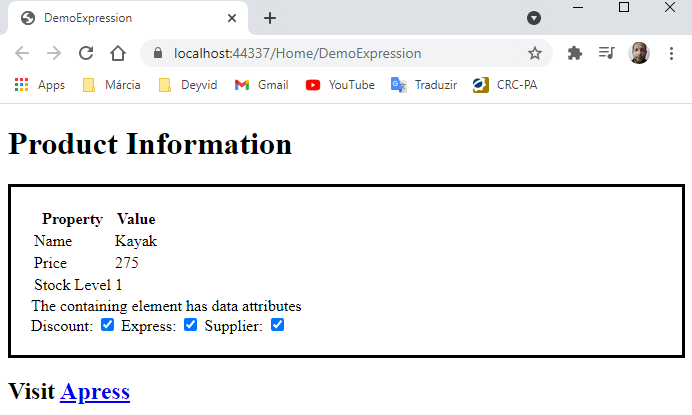 DemoExpression
localhost:44337/Home/DemoExpression
Apps Márcia Deyvid Gmail YouTube Traduzir CRC-PA
Product Information
Property Value
Name Kayak
Price 275
Stock Level 1
The containing element has data attributes
Discount: Express: Supplier:
Visit Apress